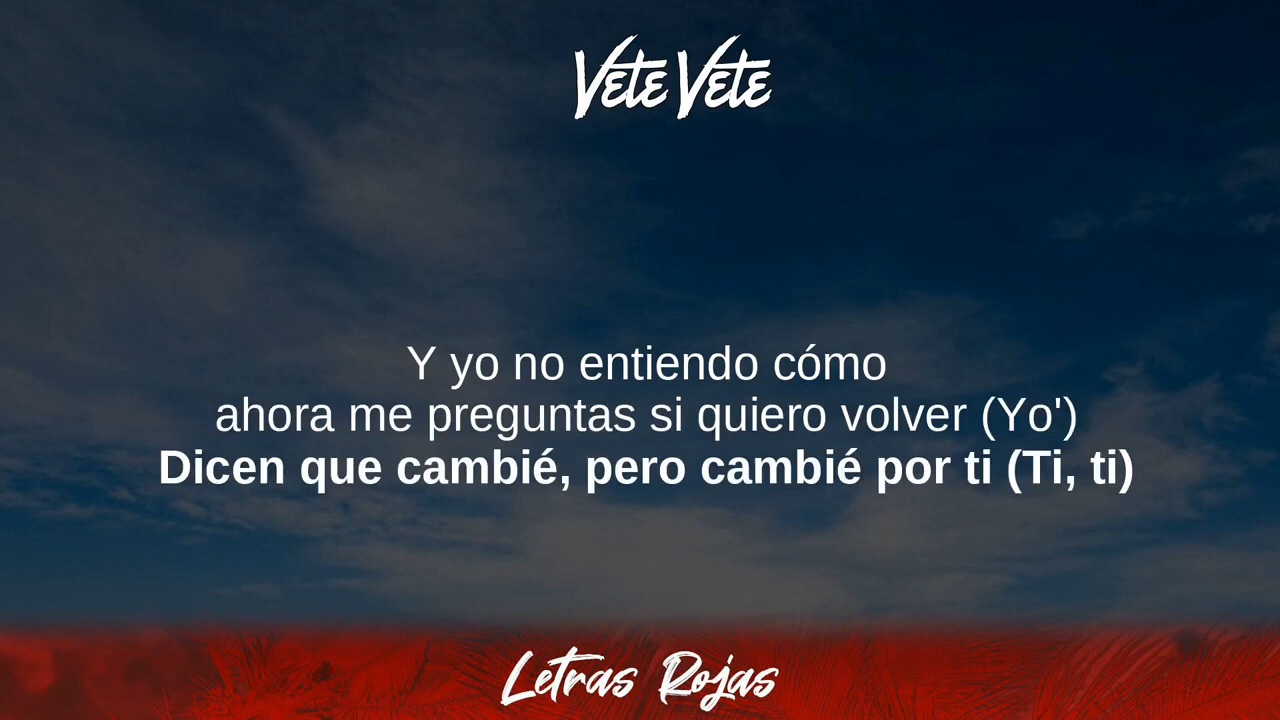 Vete Vete
Y yo no entiendo cómo
ahora me preguntas si quiero volver (Yo')
Dicen que cambié, pero cambié por ti (Ti, ti)
Letras Rojas